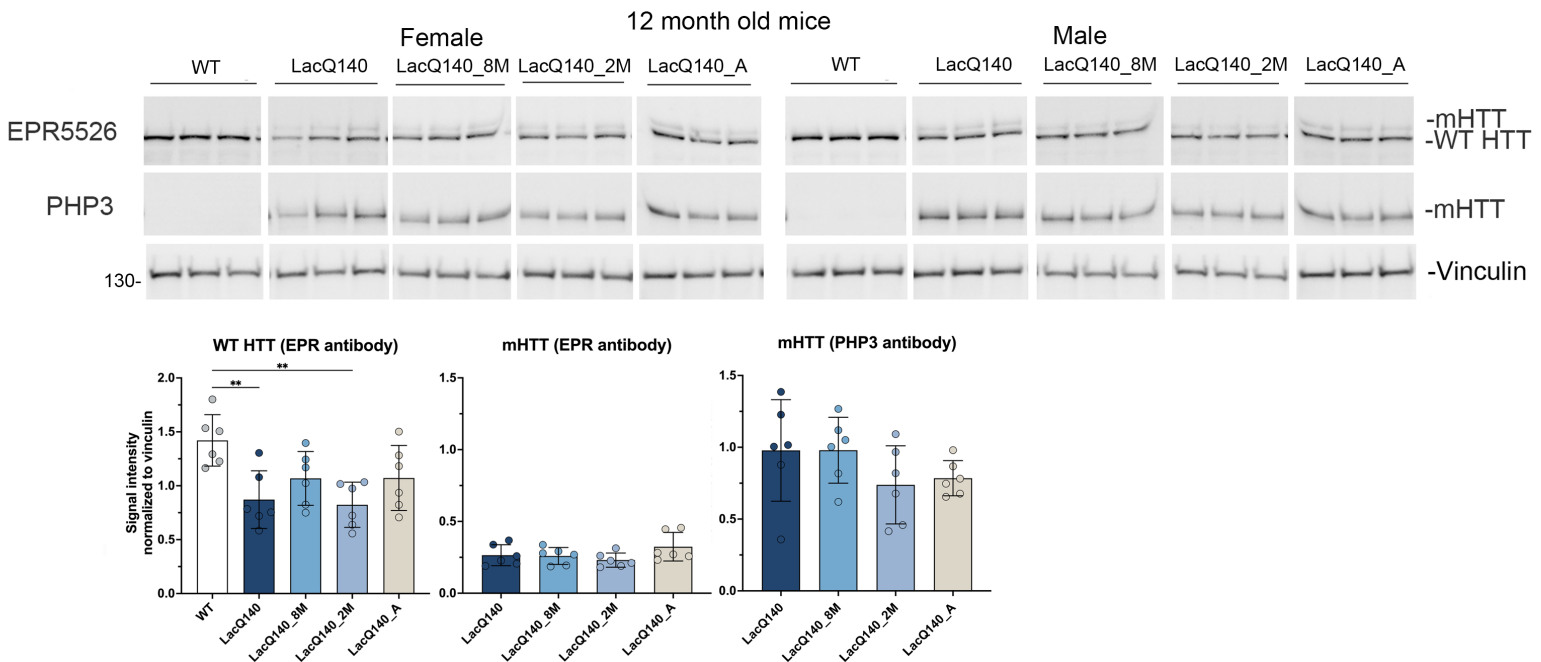 12 month old mice
Female Male
WT LacQ140 LacQ140_8M LacQ140_2M LacQ140_A WT LacQ140 LacQ140_8M LacQ140_2M LacQ140_A
EPR5526 -mHTT
-WT HTT
PHP3 -mHTT
130- -Vinculin
WT HTT (EPR antibody)
Signal intensity
normalized to vinculin
2.0
1.5
1.0
0.5
0.0
**
**
WT LacQ140 LacQ140_8M LacQ140_2M LacQ140_A
mHTT (EPR antibody)
1.5
1.0
0.5
0.0
LacQ140 LacQ140_8M LacQ140_2M LacQ140_A
mHTT (PHP3 antibody)
1.5
1.0
0.5
0.0
LacQ140 LacQ140_8M LacQ140_2M LacQ140_A